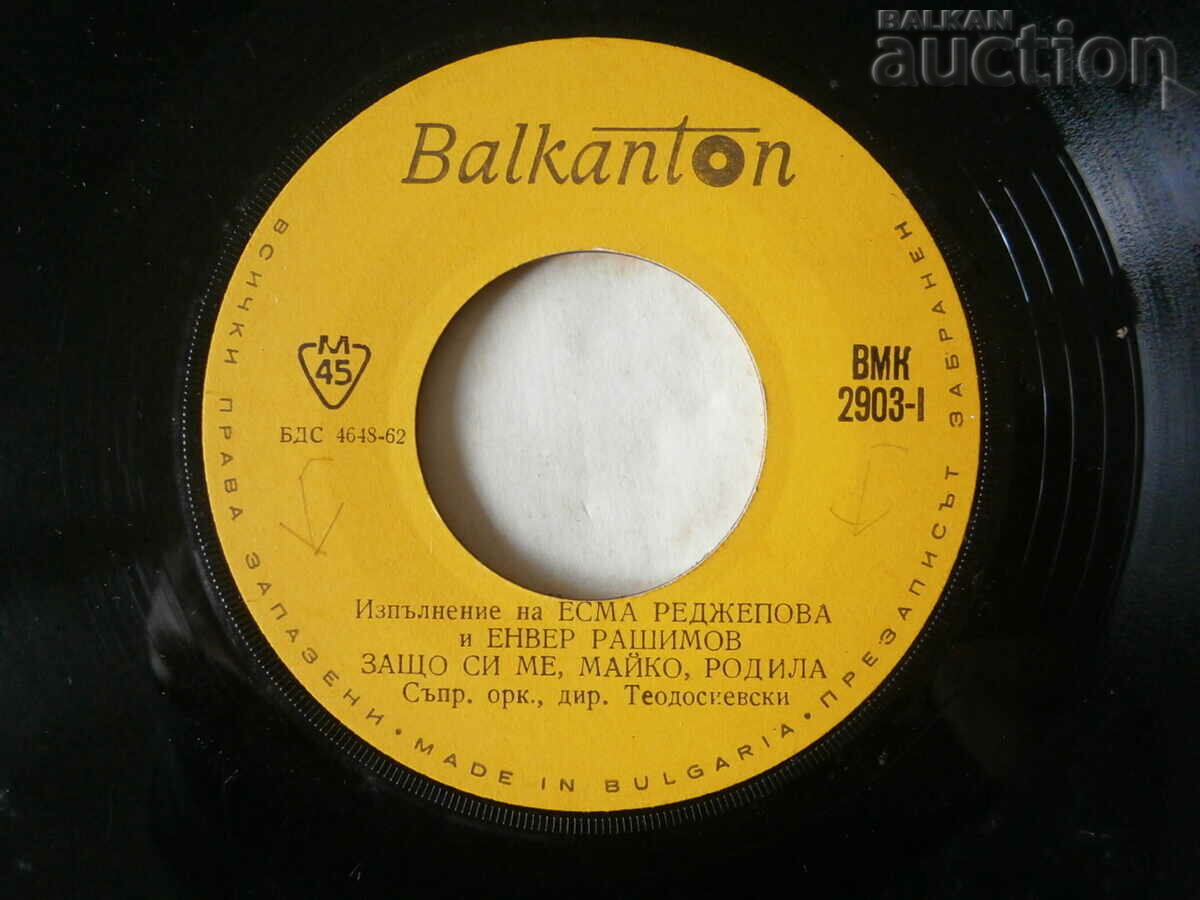 BALKAN
auction
Balkanton
M
45
БДС 4648-62
ВМК
2903-I
Изпълнение на ЕСМА РЕДЖЕПОВА
и ЕНВЕР РАШИМОВ
ЗАЩО СИ МЕ, МАЙКО, РОДИЛА
Съпр. орк., дир. Теодосиевски
ВСИЧКИ ПРАВА ЗАПАЗЕНИ • MADE IN BULGARIA • ПРЕЗАПИСЪТ ЗАБРАНЕН